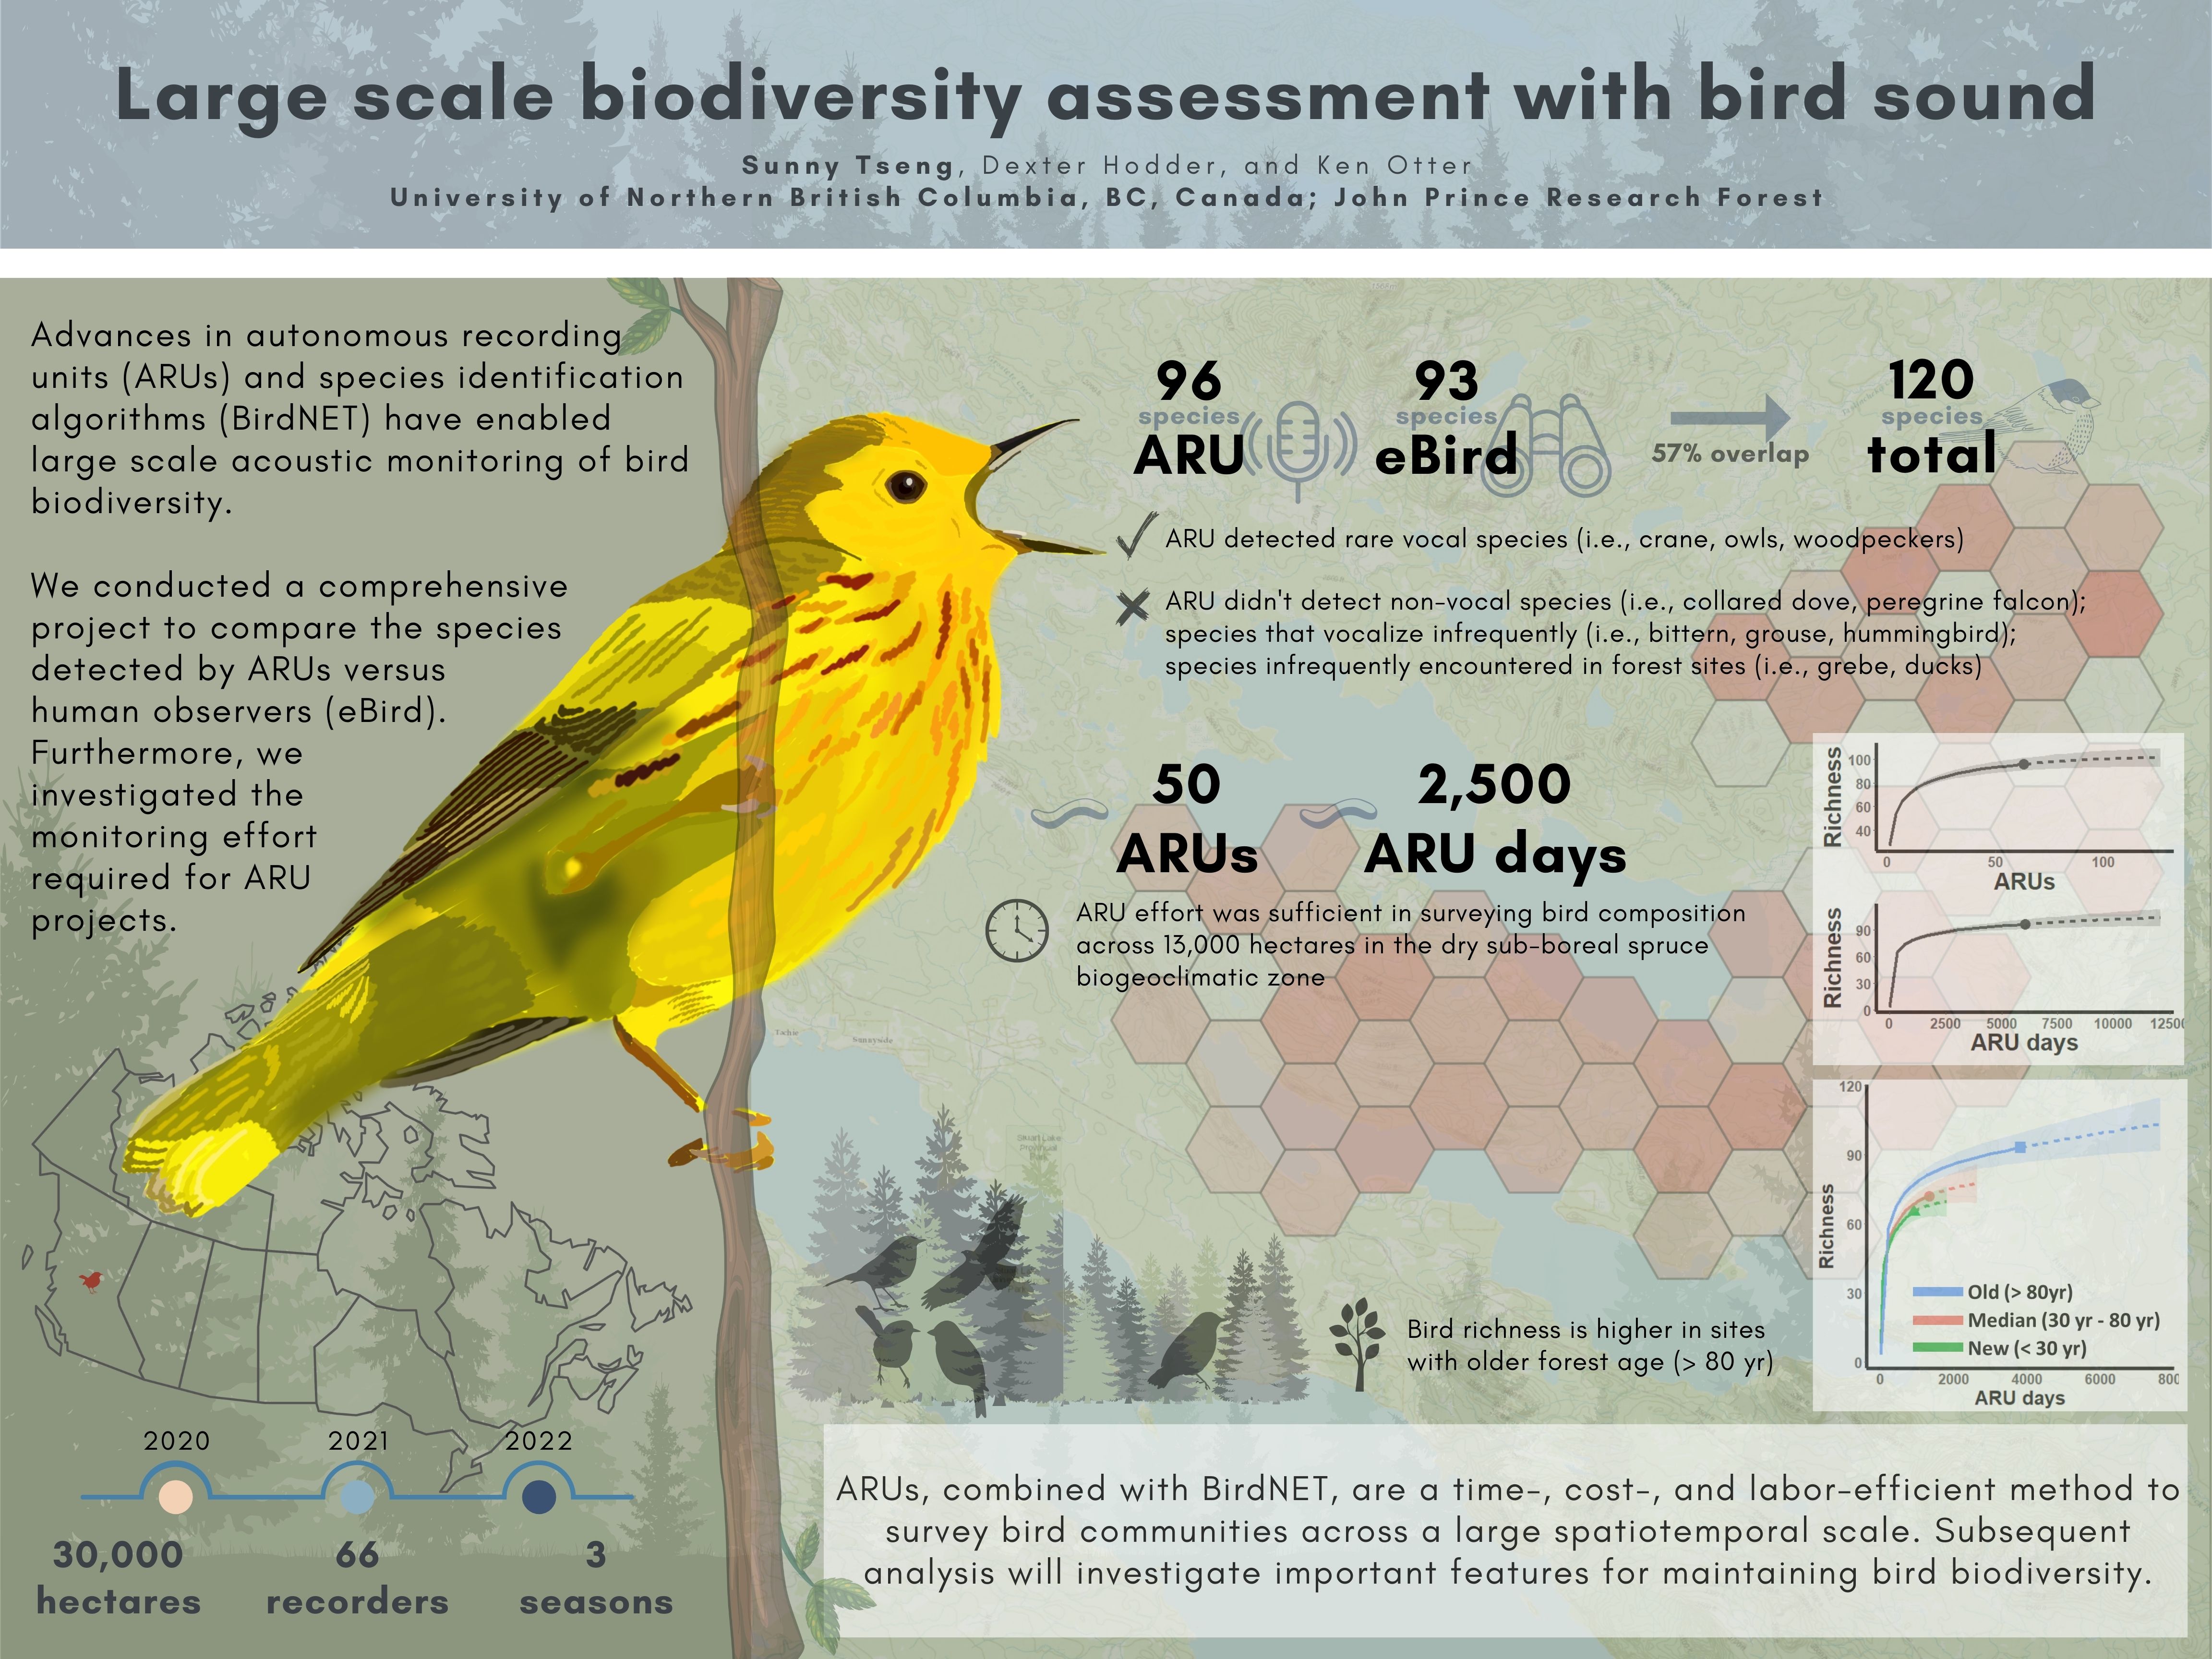 Large scale biodiversity assessment with bird sound
Sunny Tseng, Dexter Hodder, and Ken Otter
University of Northern British Columbia, BC, Canada; John Prince Research Forest
Advances in autonomous recording
units (ARUs) and species identification
algorithms (BirdNET) have enabled
large scale acoustic monitoring of bird
biodiversity.
We conducted a comprehensive
project to compare the species
detected by ARUs versus
human observers (eBird).
Furthermore, we
investigated the
monitoring effort
required for ARU
projects.
2020 2021 2022
30,000 66 3
hectares recorders seasons
96 93 120
species species species
ARU eBird 57% overlap total
ARU detected rare vocal species (i.e., crane, owls, woodpeckers)
ARU didn't detect non-vocal species (i.e., collared dove, peregrine falcon);
species that vocalize infrequently (i.e., bittern, grouse, hummingbird);
species infrequently encountered in forest sites (i.e., grebe, ducks)
50 2,500
ARUs ARU days
ARU effort was sufficient in surveying bird composition
across 13,000 hectares in the dry sub-boreal spruce
biogeoclimatic zone
Tachie
Sunnyside
Richness
100
80
60
40
0 50 100
ARUs
Richness
90
60
30
0
0 2500 5000 7500 10000 12500
ARU days
Richness
120
90
60
30
0
Old (> 80yr)
Median (30 yr - 80 yr)
New (< 30 yr)
0 2000 4000 6000 800
ARU days
Bird richness is higher in sites
with older forest age (> 80 yr)
ARUs, combined with BirdNET, are a time-, cost-, and labor-efficient method to
survey bird communities across a large spatiotemporal scale. Subsequent
analysis will investigate important features for maintaining bird biodiversity.